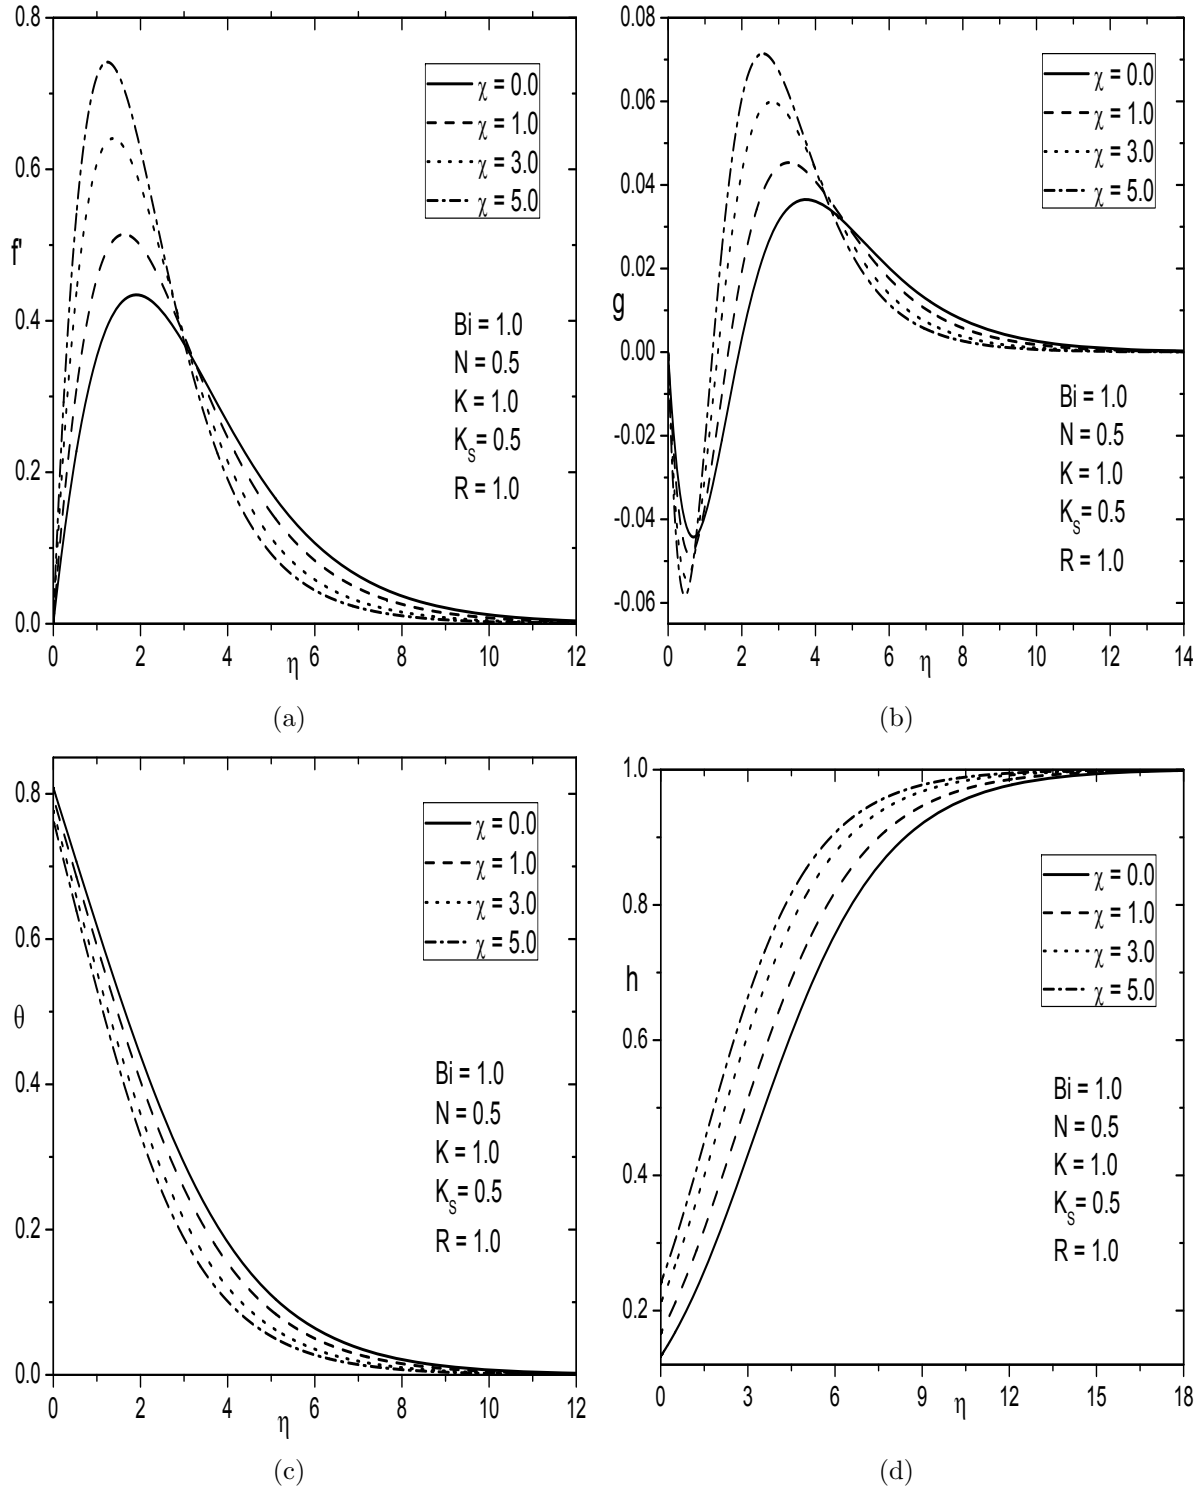 0.8
0.6
0.4
0.2
0.0
f'
χ = 0.0
χ = 1.0
χ = 3.0
χ = 5.0
Bi = 1.0
N = 0.5
K = 1.0
Ks= 0.5
R = 1.0
0 2 4 6 8 10 12
η
(a)
0.08
0.06
0.04
0.02
0.00
-0.02
-0.04
-0.06
g
χ = 0.0
χ = 1.0
χ = 3.0
χ = 5.0
Bi = 1.0
N = 0.5
K = 1.0
Ks= 0.5
R = 1.0
0 2 4 6 8 10 12 14
η
(b)
0.8
0.6
0.4
0.2
0.0
θ
χ = 0.0
χ = 1.0
χ = 3.0
χ = 5.0
Bi = 1.0
N = 0.5
K = 1.0
Ks= 0.5
R = 1.0
0 2 4 6 8 10 12
η
(c)
1.0
0.8
0.6
0.4
0.2
h
χ = 0.0
χ = 1.0
χ = 3.0
χ = 5.0
Bi = 1.0
N = 0.5
K = 1.0
Ks= 0.5
R = 1.0
0 3 6 9 12 15 18
η
(d)